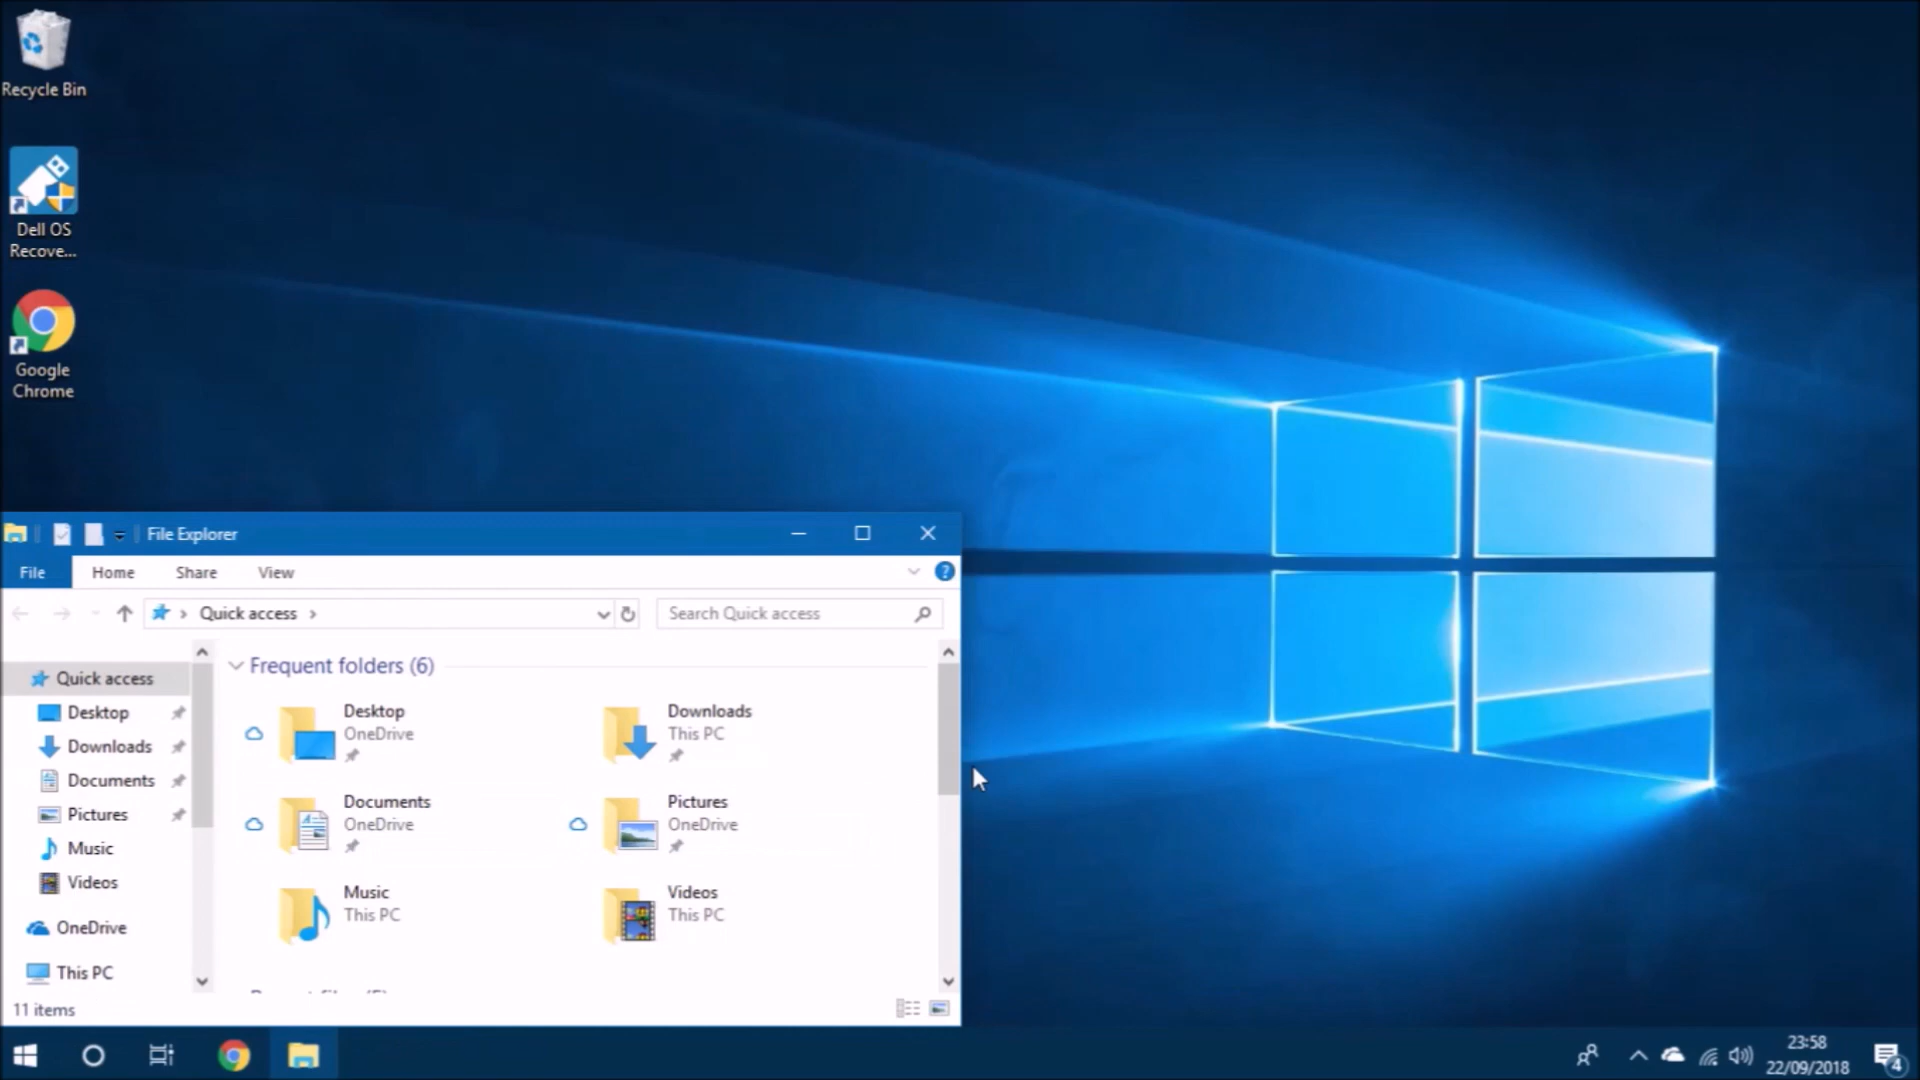 Recycle Bin
Dell OS
Recove...
Google
Chrome
File Explorer
File Home Share View
Quick access
Search Quick access
Quick access
Desktop
Downloads
Documents
Pictures
Music
Videos
OneDrive
This PC
Frequent folders (6)
Desktop
OneDrive
Downloads
This PC
Documents
OneDrive
Pictures
OneDrive
Music
This PC
Videos
This PC
11 items
23:58
22/09/2018
4